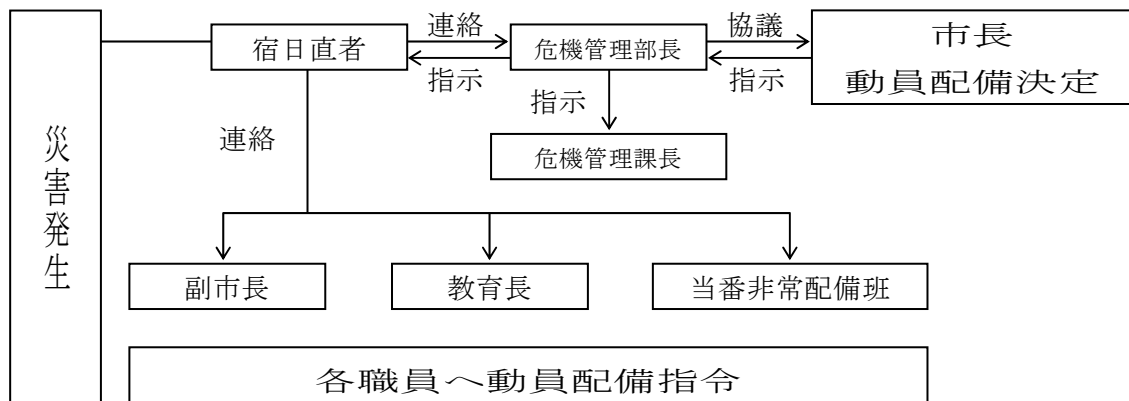 災害発生
宿日直者
連絡
指示
危機管理部長
協議
指示
市長
動員配備決定
指示
危機管理課長
連絡
副市長
教育長
当番非常配備班
各職員へ動員配備指令